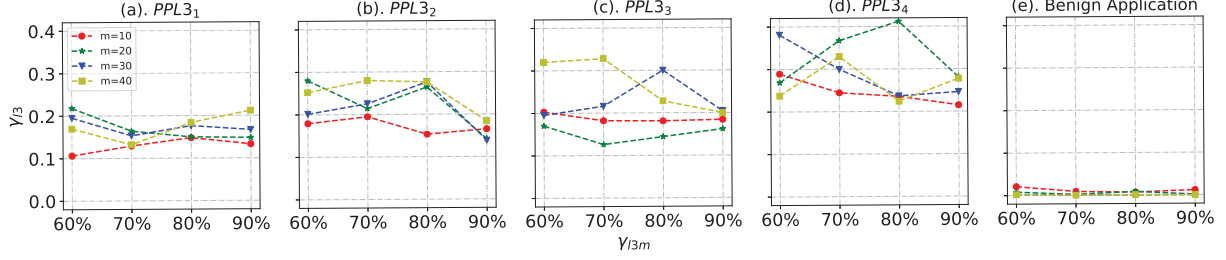 (a). PPL3₁
(b). PPL3₂
(c). PPL3₃
(d). PPL3₄
(e). Benign Application
γl3
0.4
0.3
0.2
0.1
0.0
m=10
m=20
m=30
m=40
60% 70% 80% 90%
60% 70% 80% 90%
60% 70% 80% 90%
60% 70% 80% 90%
60% 70% 80% 90%
γl3m